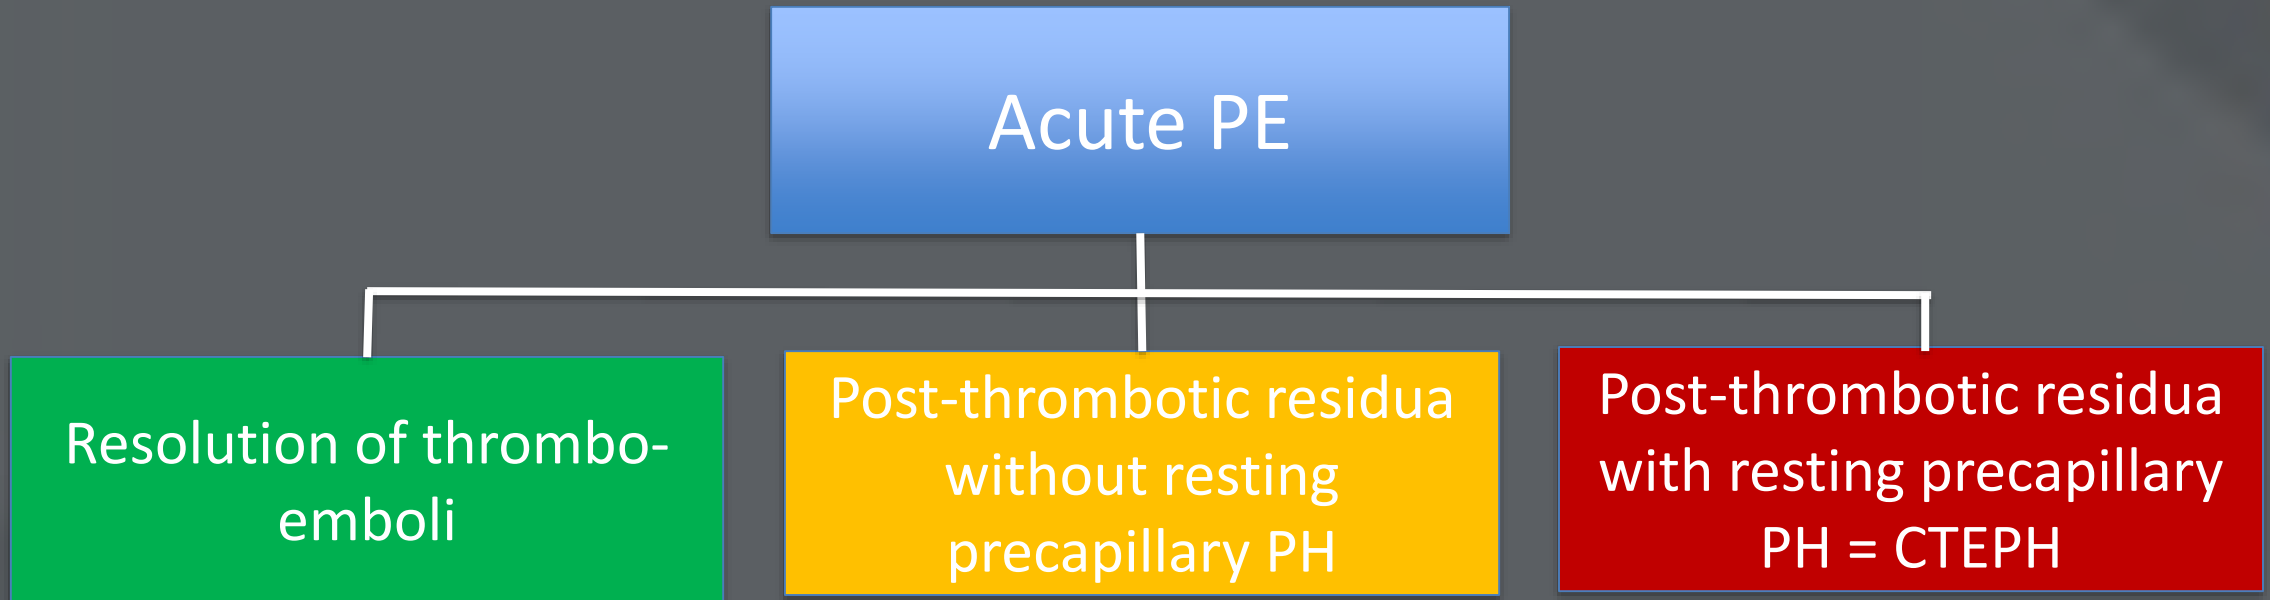 Acute PE
Resolution of thrombo-
emboli
Post-thrombotic residua
without resting
precapillary PH
Post-thrombotic residua
with resting precapillary
PH = CTEPH